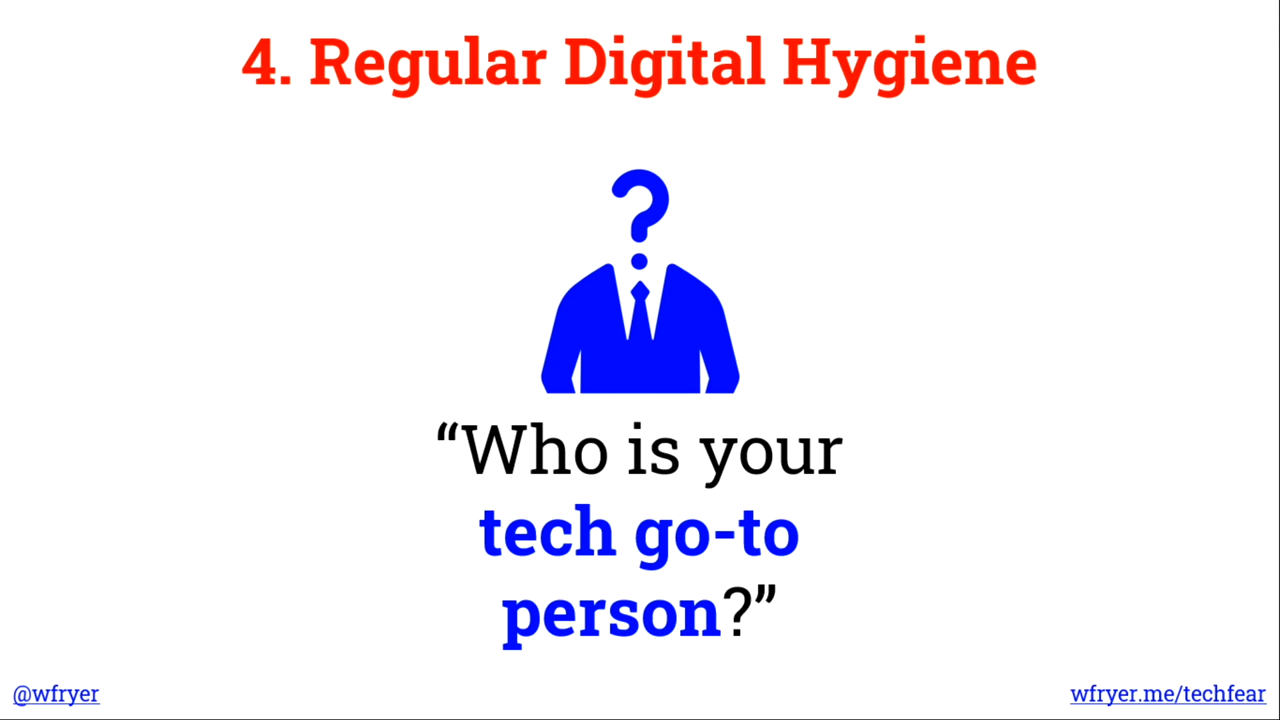 4. Regular Digital Hygiene
“Who is your
tech go-to
person?”
@wfryer
wfryer.me/techfear